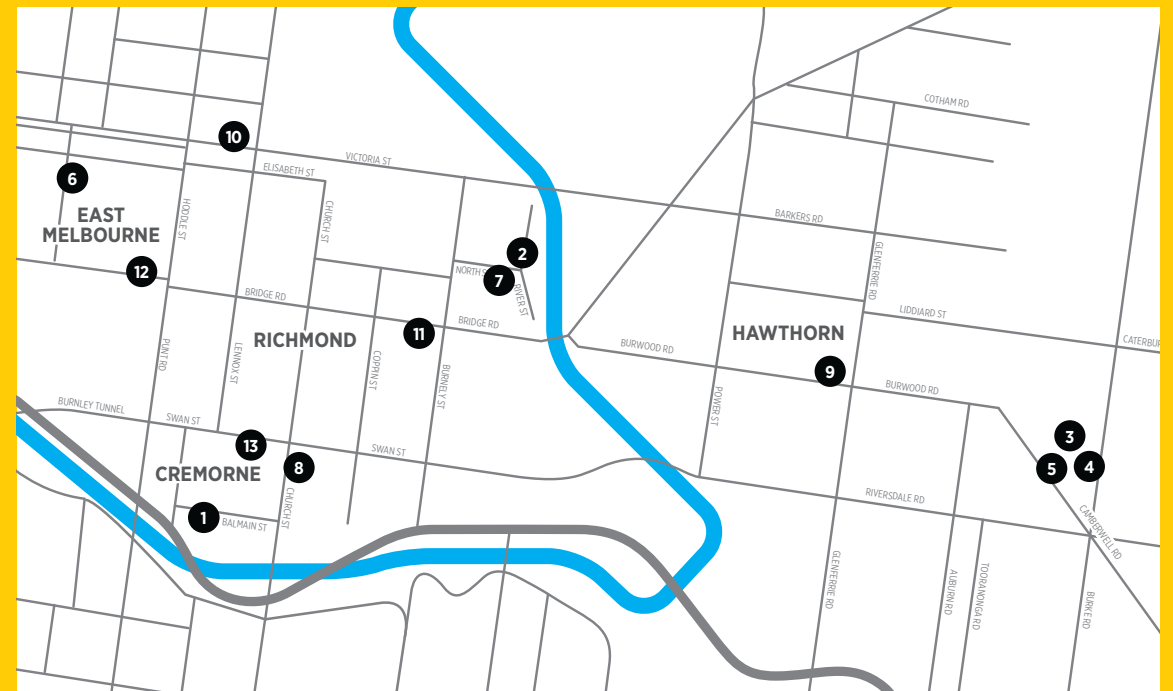 COTHAM RD
10
VICTORIA ST
ELISABETH ST
6
EAST
MELBOURNE
HODDLE ST
CHURCH ST
BARKERS RD
GLENFERRIE RD
2
NORTH S
7
RIVER ST
12
BRIDGE RD
LIDDIARD ST
RICHMOND
11
BRIDGE RD
HAWTHORN
BURWOOD RD
CATERBUR
PUNT RD
LENNOX ST
COPPIN ST
BURNELY ST
9
BURWOOD RD
POWER ST
BURNLEY TUNNEL
SWAN ST
13
SWAN ST
3
CREMORNE
8
5
4
CHURCH ST
RIVERSDALE RD
1
BALMAIN ST
CAMBERWELL RD
GLENFERRIE RD
AUBURN RD
TOORANONGA RD
BURKE RD